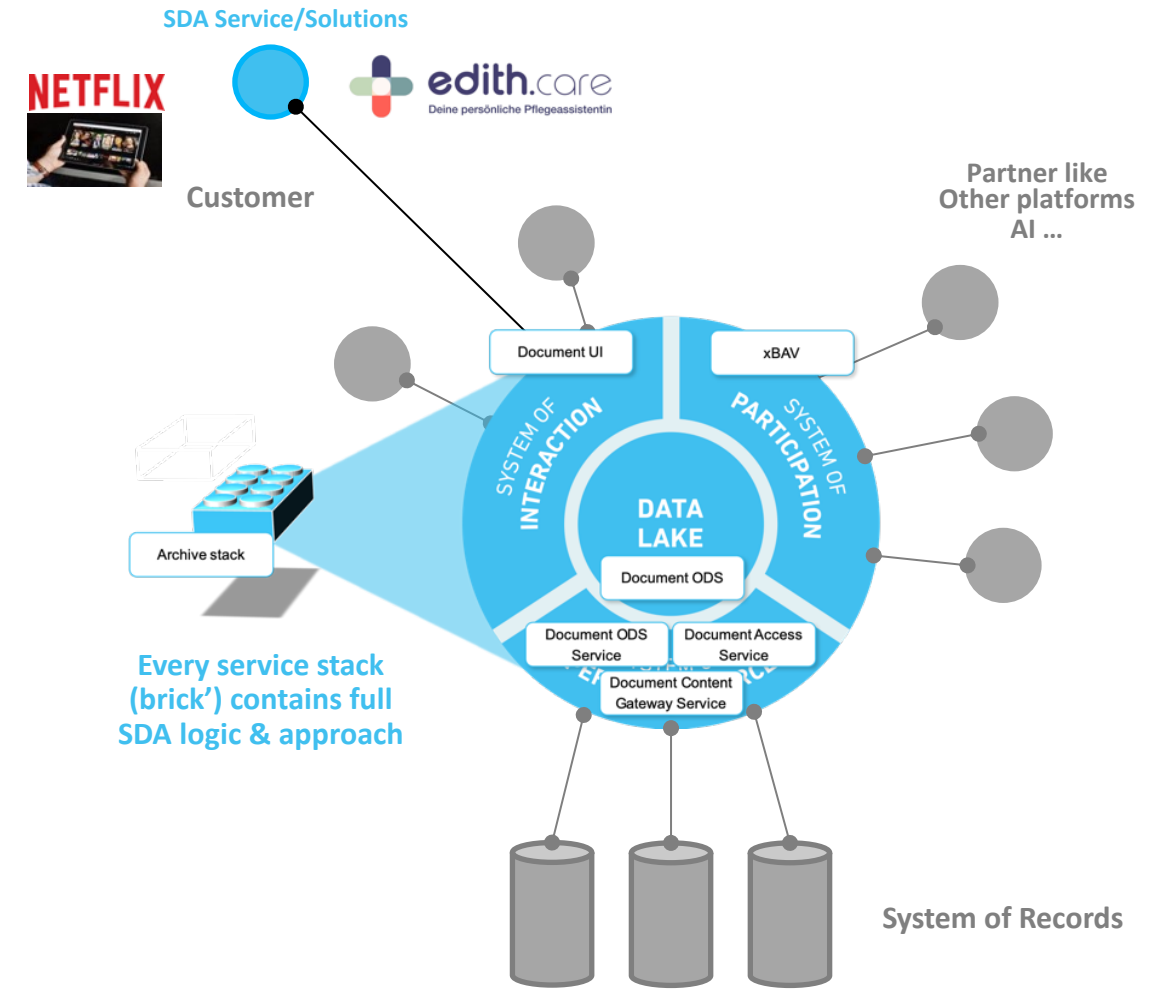 SDA Service/Solutions
NETFLIX
edith.care
Deine persönliche Pflegeassistentin
Customer
Partner like
Other platforms
AI ...
Document UI
xBAV
SYSTEM OF
INTERACTION
SYSTEM OF
PARTICIPATION
DATA
LAKE
Archive stack
Document ODS
Document ODS
Service
Document Access
Service
Document Content
Gateway Service
Every service stack
(brick’) contains full
SDA logic & approach
System of Records